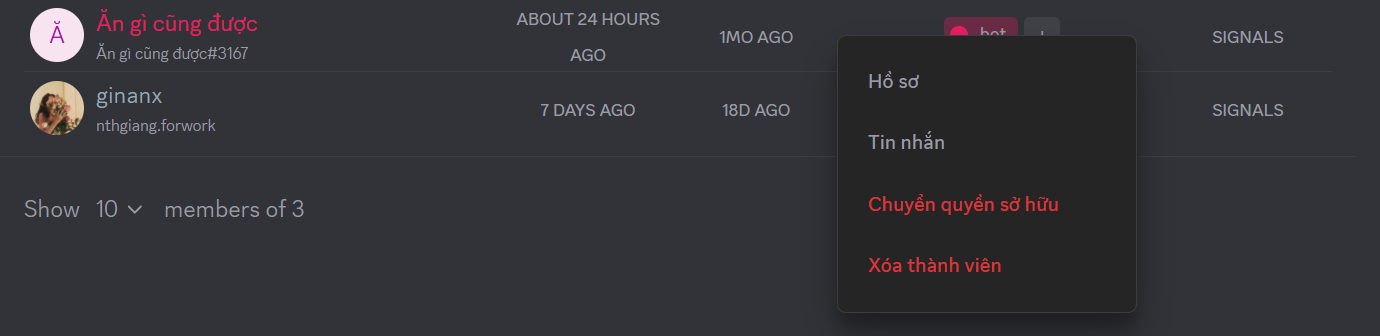 Ă
Ăn gì cũng được
Ăn gì cũng được#3167
ABOUT 24 HOURS
AGO
1MO AGO
bot
+
SIGNALS
ginanx
nthgiang.forwork
7 DAYS AGO
18D AGO
SIGNALS
Hồ sơ
Tin nhắn
Chuyển quyền sở hữu
Xóa thành viên
Show 10 members of 3